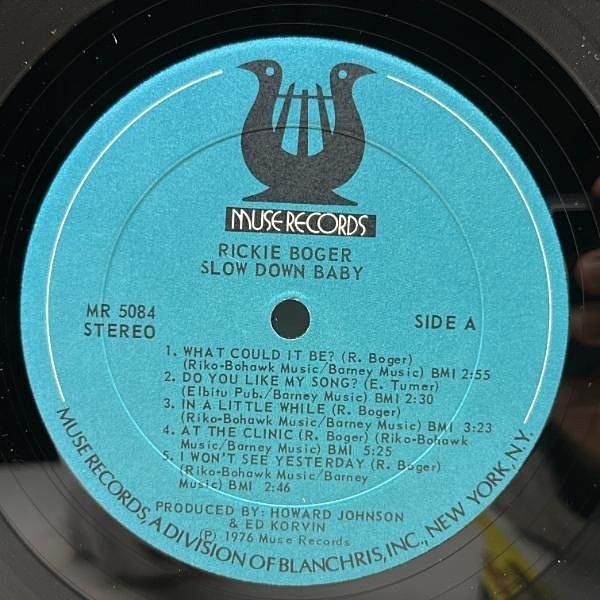 MUSE RECORDS
RICKIE BOGER
SLOW DOWN BABY
MR 5084
STEREO
SIDE A
1. WHAT COULD IT BE? (R. Boger)
(Riko-Bohawk Music/Barney Music) BMI 2:55
2. DO YOU LIKE MY SONG? (E. Turner)
(Elbitu Pub./Barney Music) BMI 2:30
3. IN A LITTLE WHILE (R. Boger)
(Riko-Bohawk Music/Barney Music) BMI 3:23
4. AT THE CLINIC (R. Boger) (Riko-Bohawk
Music/Barney Music) BMI 5:25
5. I WON'T SEE YESTERDAY (R. Boger)
(Riko-Bohawk Music/Barney
Music) BMI 2:46
PRODUCED BY: HOWARD JOHNSON
& ED KORVIN
Ⓟ 1976 Muse Records
MUSE RECORDS, A DIVISION OF BLANCHRIS, INC., NEW YORK, N.Y.